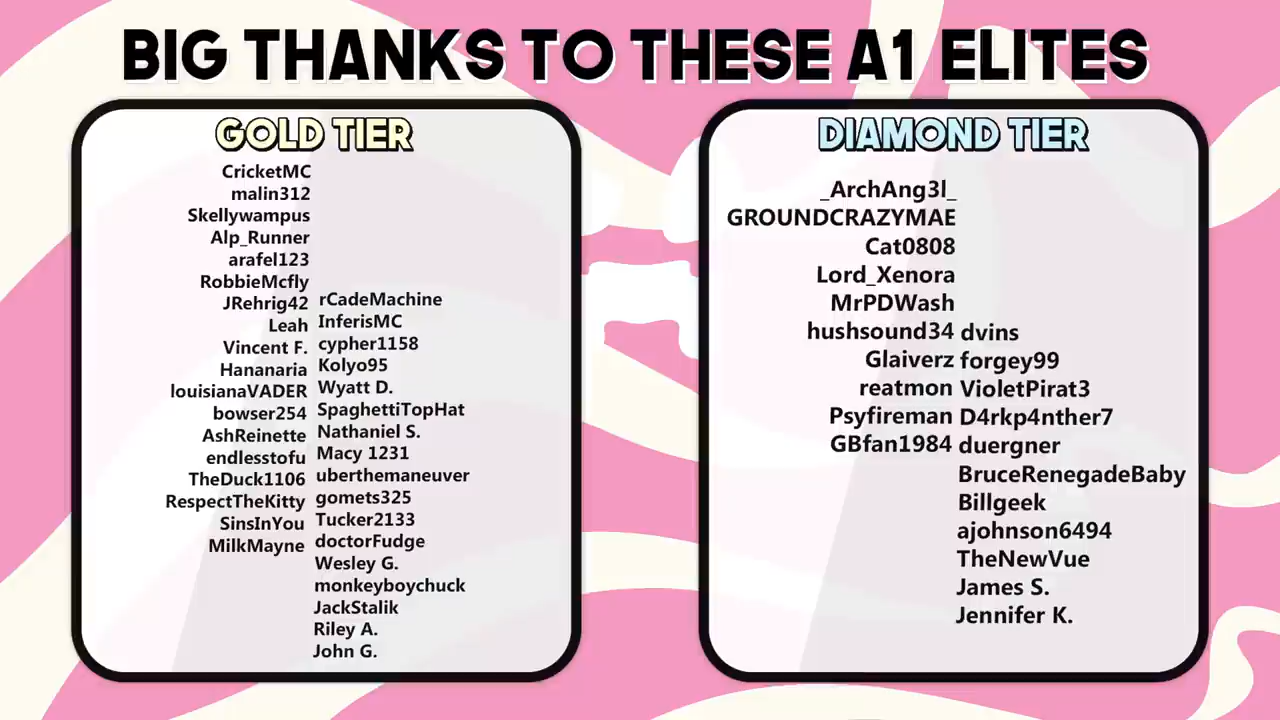 BIG THANKS TO THESE A1 ELITES
GOLD TIER
CricketMC
malin312
Skellywampus
Alp_Runner
arafel123
RobbieMcfly
JRehrig42
Leah
Vincent F.
Hananaria
louisianaVADER
bowser254
AshReinette
endlesstofu
TheDuck1106
RespectTheKitty
SinsInYou
MilkMayne
rCadeMachine
InferisMC
cypher1158
Kolyo95
Wyatt D.
SpaghettiTopHat
Nathaniel S.
Macy 1231
uberthemaneuver
gomets325
Tucker2133
doctorFudge
Wesley G.
monkeyboychuck
JackStalik
Riley A.
John G.
DIAMOND TIER
_ArchAng3l_
GROUNDCRAZYMAE
Cat0808
Lord_Xenora
MrPDWash
hushsound34
Glaiverz
reatmon
Psyfireman
GBfan1984
dvins
forgey99
VioletPirat3
D4rkp4nther7
duergner
BruceRenegadeBaby
Billgeek
ajohnson6494
TheNewVue
James S.
Jennifer K.